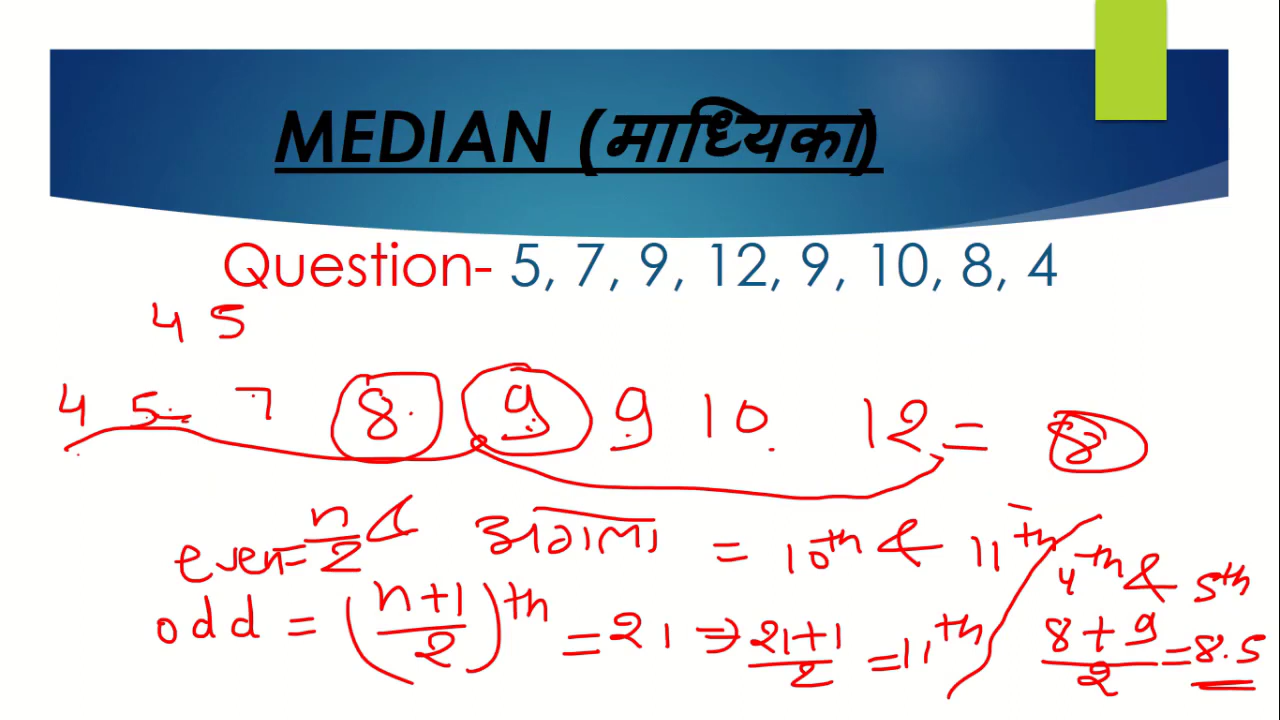 MEDIAN (माध्यिका)
Question- 5, 7, 9, 12, 9, 10, 8, 4
4 5
4 5 7 8 9 9 10 12 = 8
even = n/2 & अगला = 10th & 11th
4th & 5th
odd = (n+1/2)th = 21 ⇒ 21+1/2 = 11th
8+9/2 = 8.5